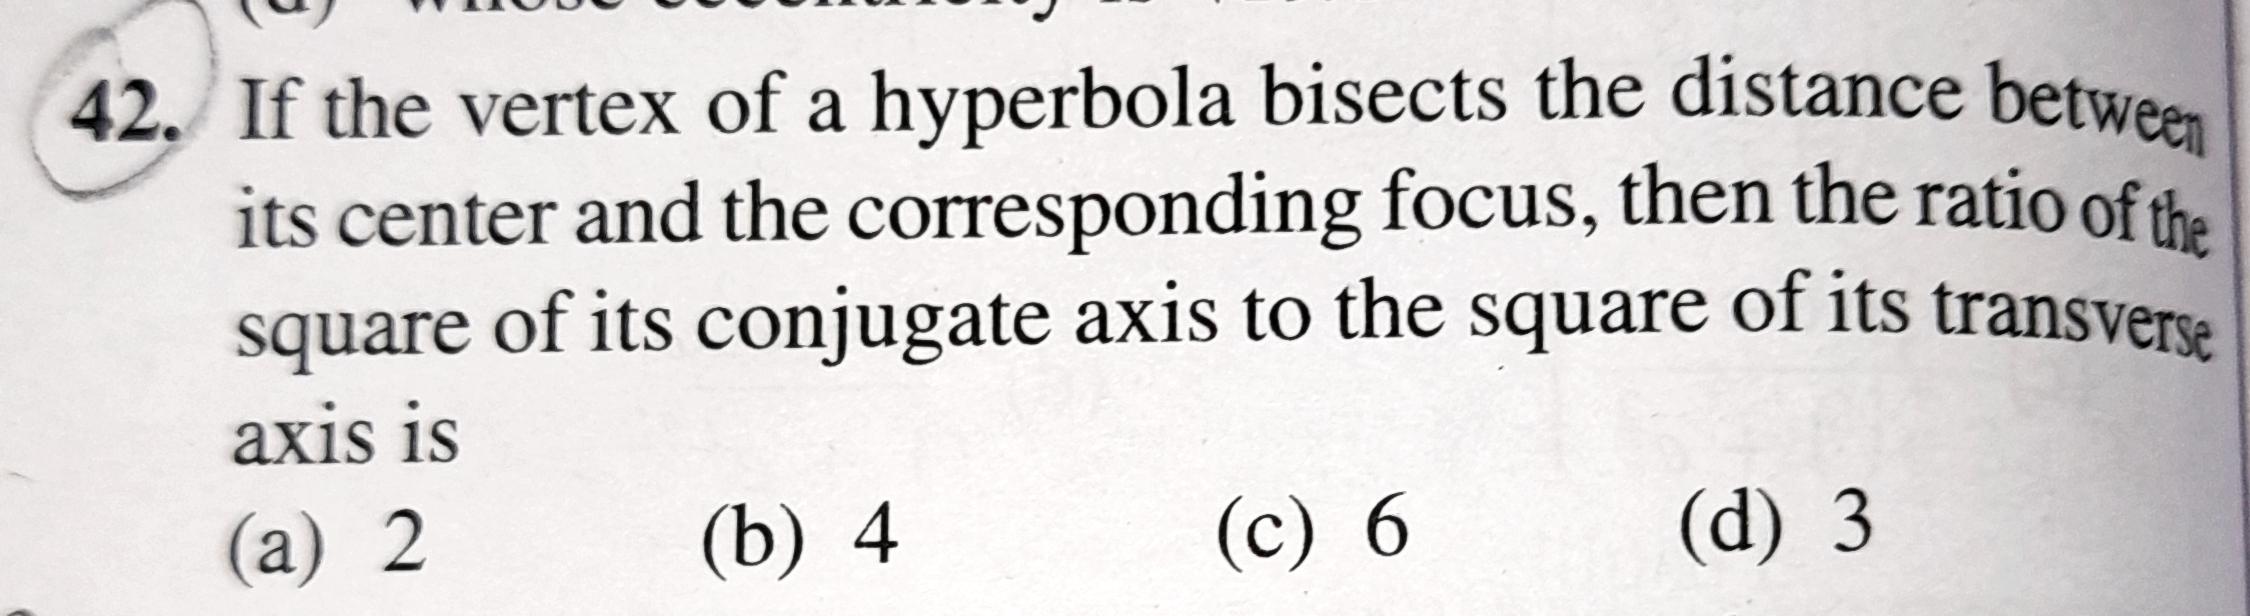 42. If the vertex of a hyperbola bisects the distance between
its center and the corresponding focus, then the ratio of the
square of its conjugate axis to the square of its transverse
axis is
(a) 2 (b) 4 (c) 6 (d) 3